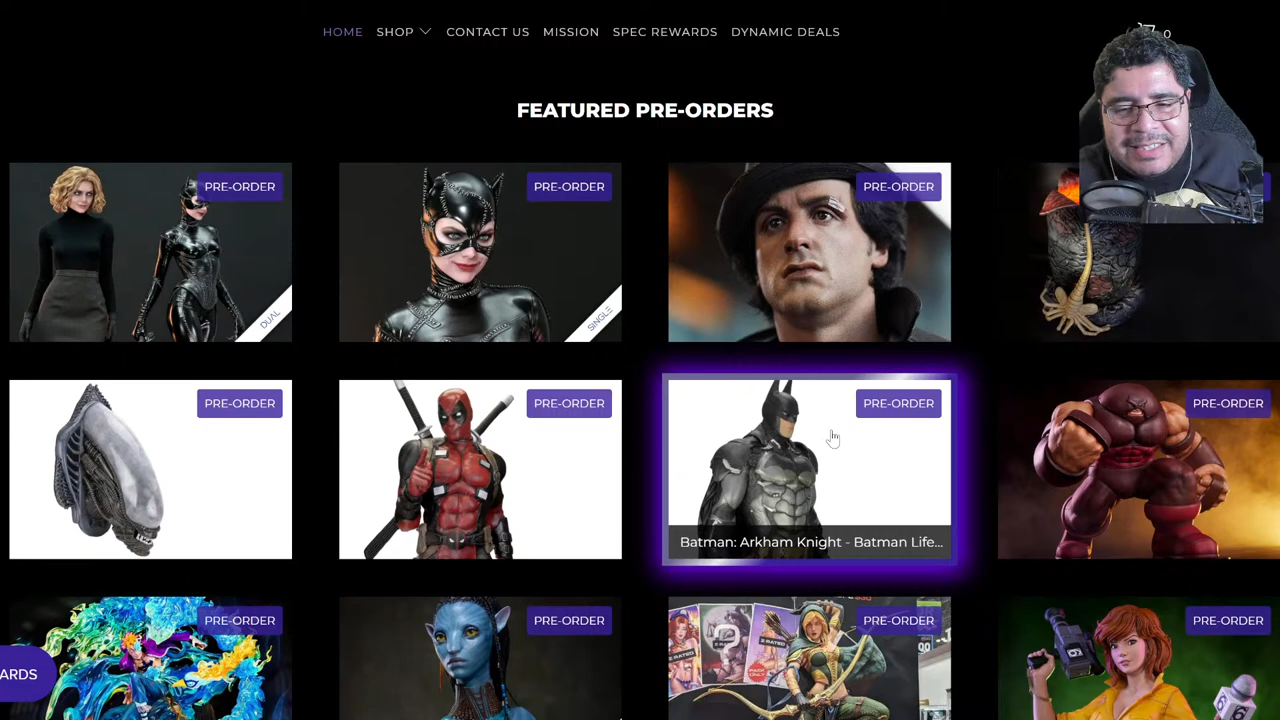 HOME SHOP CONTACT US MISSION SPEC REWARDS DYNAMIC DEALS 0
FEATURED PRE-ORDERS
PRE-ORDER PRE-ORDER PRE-ORDER
DUAL SINGLE
PRE-ORDER PRE-ORDER PRE-ORDER PRE-ORDER
Batman: Arkham Knight - Batman Life...
PRE-ORDER PRE-ORDER PRE-ORDER PRE-ORDER
ARDS